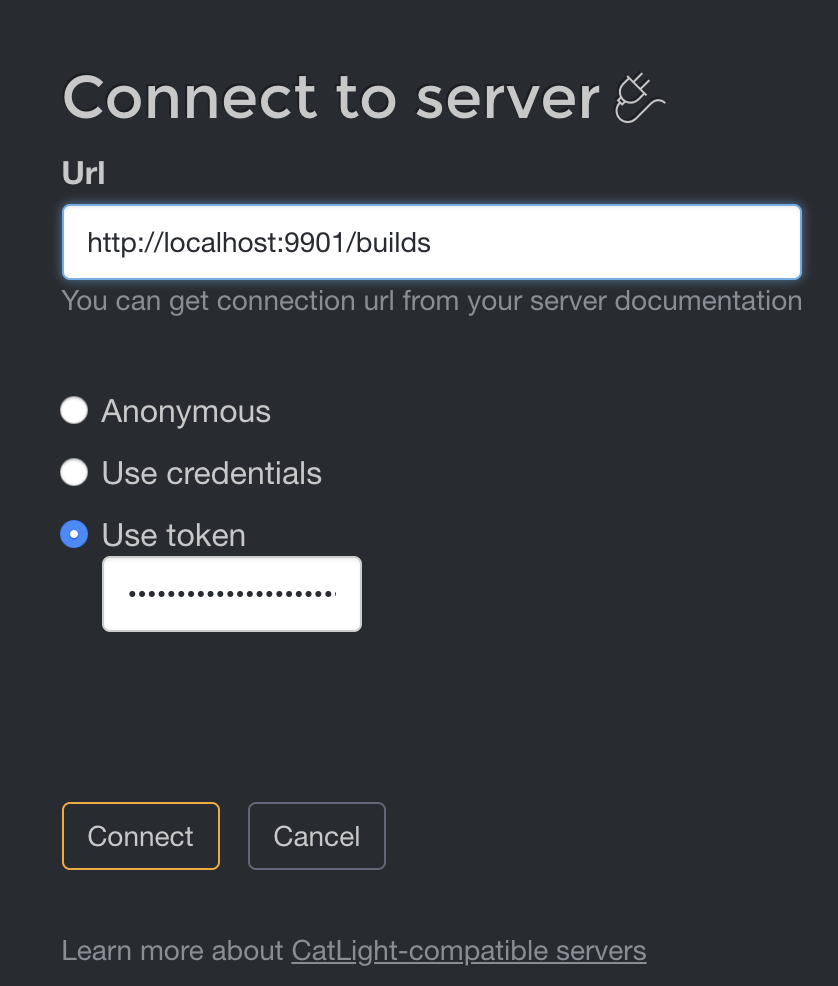 Connect to server
Url
http://localhost:9901/builds
You can get connection url from your server documentation
Anonymous
Use credentials
Use token
••••••••••••••••••••••
Connect
Cancel
Learn more about CatLight-compatible servers